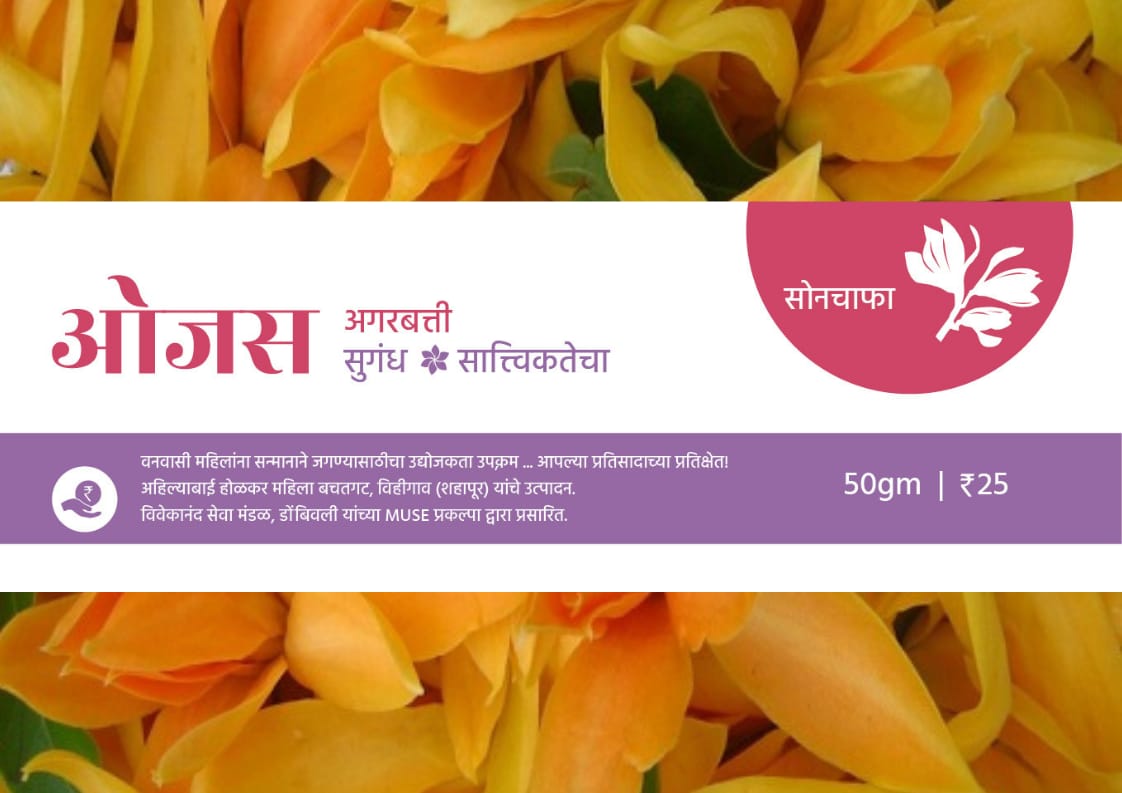 ओजस
अगरबत्ती
सुगंध सात्त्विकतेचा
सोनचाफा
वनवासी महिलांना सन्मानाने जगण्यासाठीचा उद्योजकता उपक्रम ... आपल्या प्रतिसादाच्या प्रतिक्षेत!
अहिल्याबाई होळकर महिला बचतगट, विहीगाव (शहापूर) यांचे उत्पादन.
विवेकानंद सेवा मंडळ, डोंबिवली यांच्या MUSE प्रकल्पा द्वारा प्रसारित.
₹
50gm | ₹25